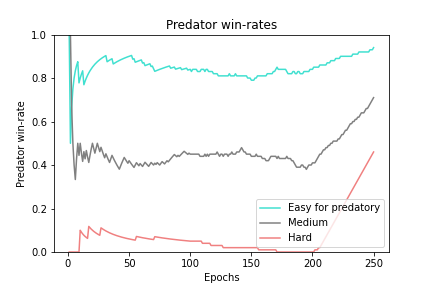 Predator win-rates
1.0
0.8
0.6
0.4
0.2
0.0
Predator win-rate
0
50
100
150
200
250
Epochs
Easy for predatory
Medium
Hard